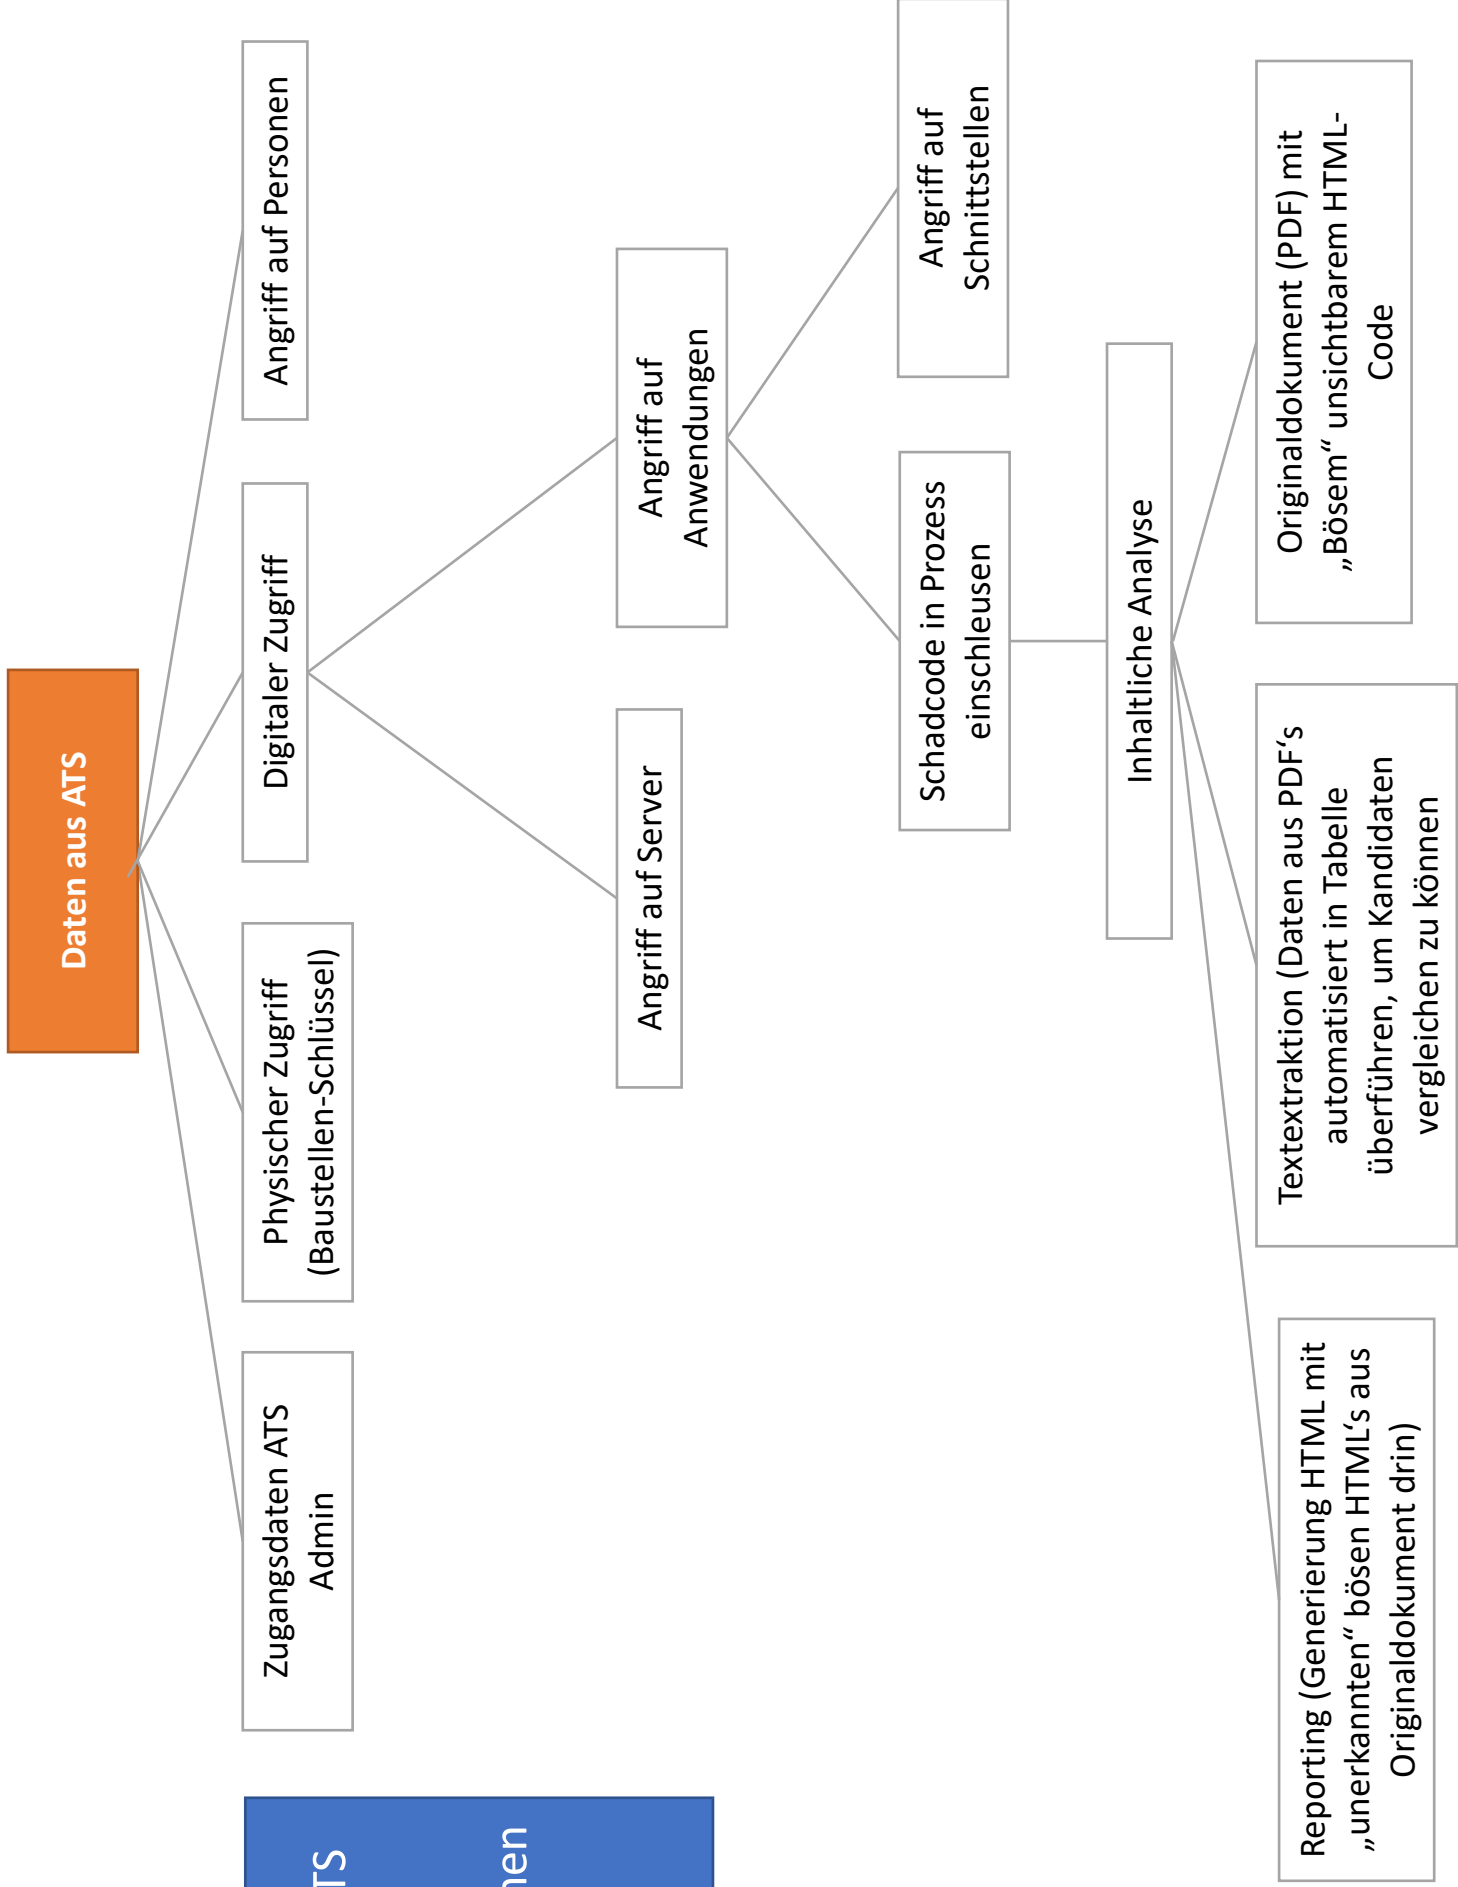 Daten aus ATS
Zugangsdaten ATS
Admin
Physischer Zugriff
(Baustellen-Schlüssel)
Digitaler Zugriff
Angriff auf Personen
Angriff auf Server
Angriff auf
Anwendungen
Schadcode in Prozess
einschleusen
Angriff auf
Schnittstellen
Inhaltliche Analyse
Reporting (Generierung HTML mit
„unerkannten“ bösen HTML‘s aus
Originaldokument drin)
Textextraktion (Daten aus PDF‘s
automatisiert in Tabelle
überführen, um Kandidaten
vergleichen zu können
Originaldokument (PDF) mit
„Bösem“ unsichtbarem HTML-
Code